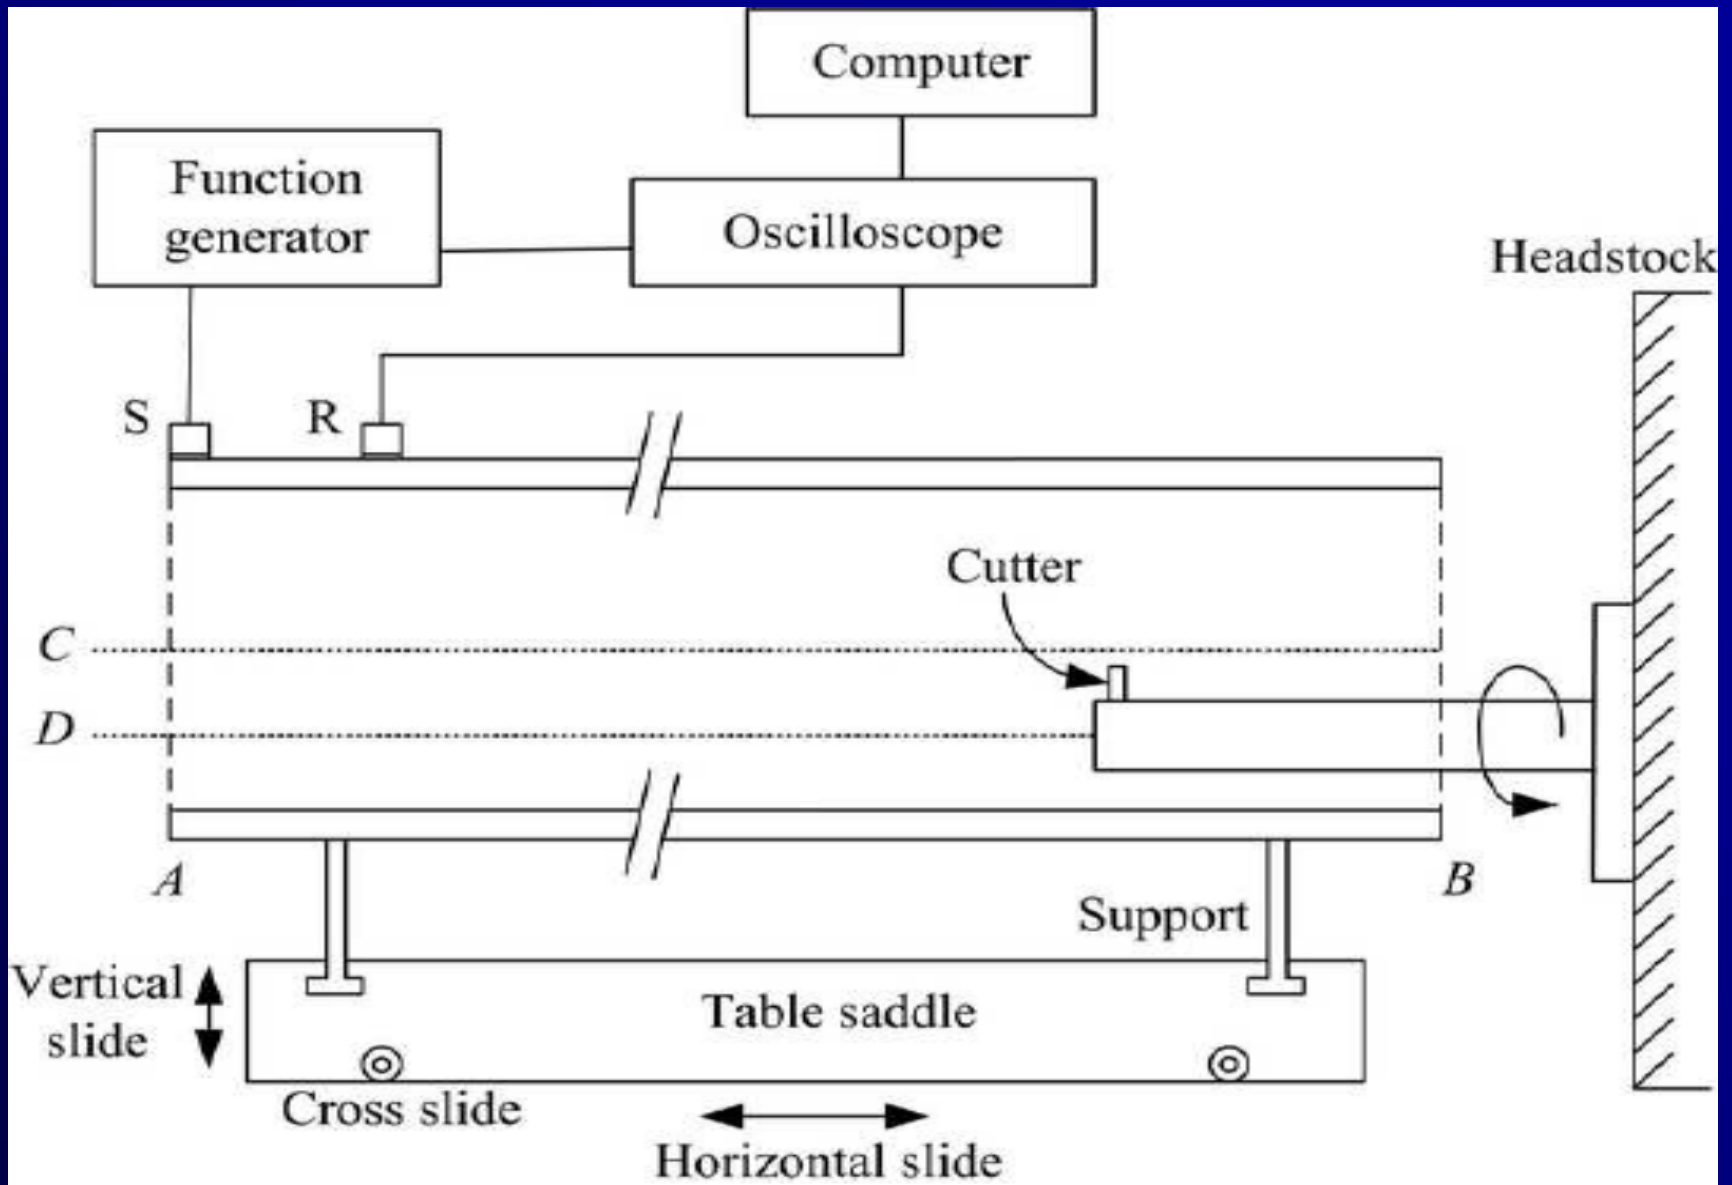 Computer
Function
generator
Oscilloscope
Headstock
S
R
Cutter
C
D
A
B
Support
Vertical
slide
Table saddle
Cross slide
Horizontal slide